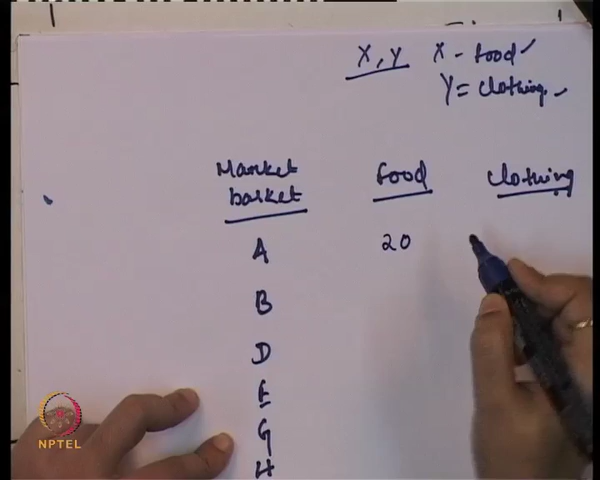 X, Y X - food
Y = clothing
Market basket Food clothing
A 20
B
D
E
G
H
NPTEL